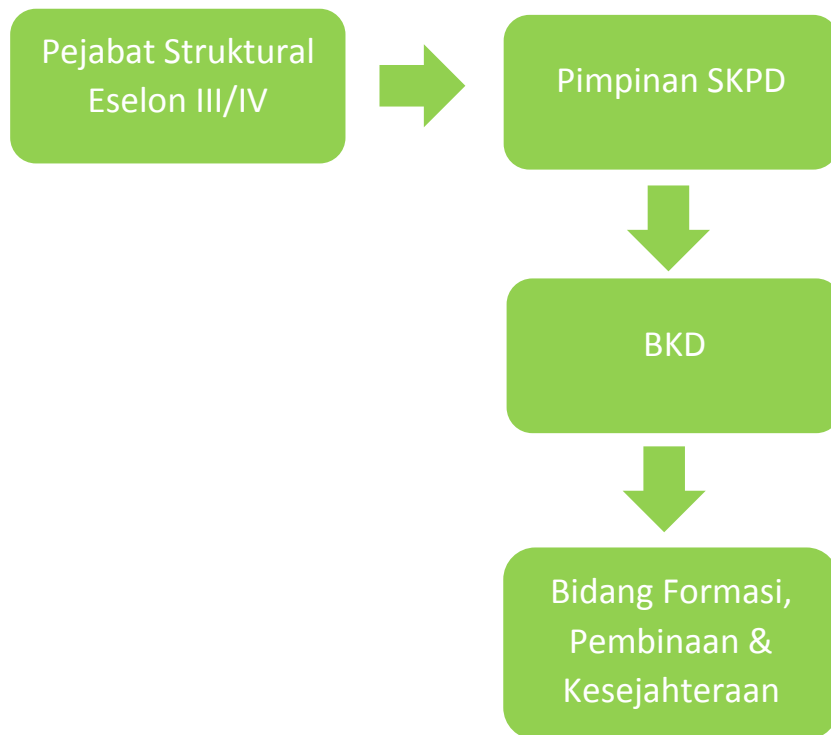 Pejabat Struktural
Eselon III/IV
Pimpinan SKPD
BKD
Bidang Formasi,
Pembinaan &
Kesejahteraan